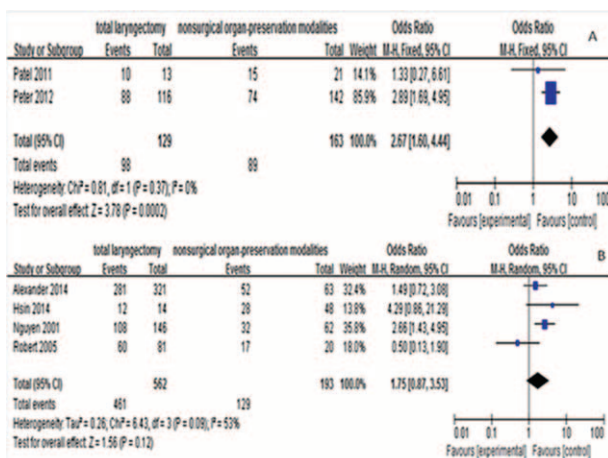 total laryngectomy nonsurgical organ-preservation modalities Odds Ratio Odds Ratio A
Study or Subgroup Events Total Events Total Weight M-H, Fixed, 95% CI M-H, Fixed, 95% CI
Patel 2011 10 13 15 21 14.1% 1.33 [0.27, 6.61]
Peter 2012 88 116 74 142 85.9% 2.89 [1.69, 4.95]
Total (95% CI) 129 163 100.0% 2.67 [1.60, 4.44]
Total events 98 89
Heterogeneity: Chi² = 0.81, df = 1 (P = 0.37); I² = 0%
Test for overall effect: Z = 3.78 (P = 0.0002)
0.01 0.1 1 10 100
Favours [experimental] Favours [control]
total laryngectomy nonsurgical organ-preservation modalities Odds Ratio Odds Ratio B
Study or Subgroup Events Total Events Total Weight M-H, Random, 95% CI M-H, Random, 95% CI
Alexander 2014 281 321 52 63 32.4% 1.49 [0.72, 3.08]
Hsin 2014 12 14 28 48 13.8% 4.29 [0.86, 21.29]
Nguyen 2001 108 146 32 62 35.8% 2.66 [1.43, 4.95]
Robert 2005 60 81 17 20 18.0% 0.50 [0.13, 1.90]
Total (95% CI) 562 193 100.0% 1.75 [0.87, 3.53]
Total events 461 129
Heterogeneity: Tau² = 0.26; Chi² = 6.43, df = 3 (P = 0.09); I² = 53%
Test for overall effect: Z = 1.56 (P = 0.12)
0.01 0.1 1 10 100
Favours [experimental] Favours [control]